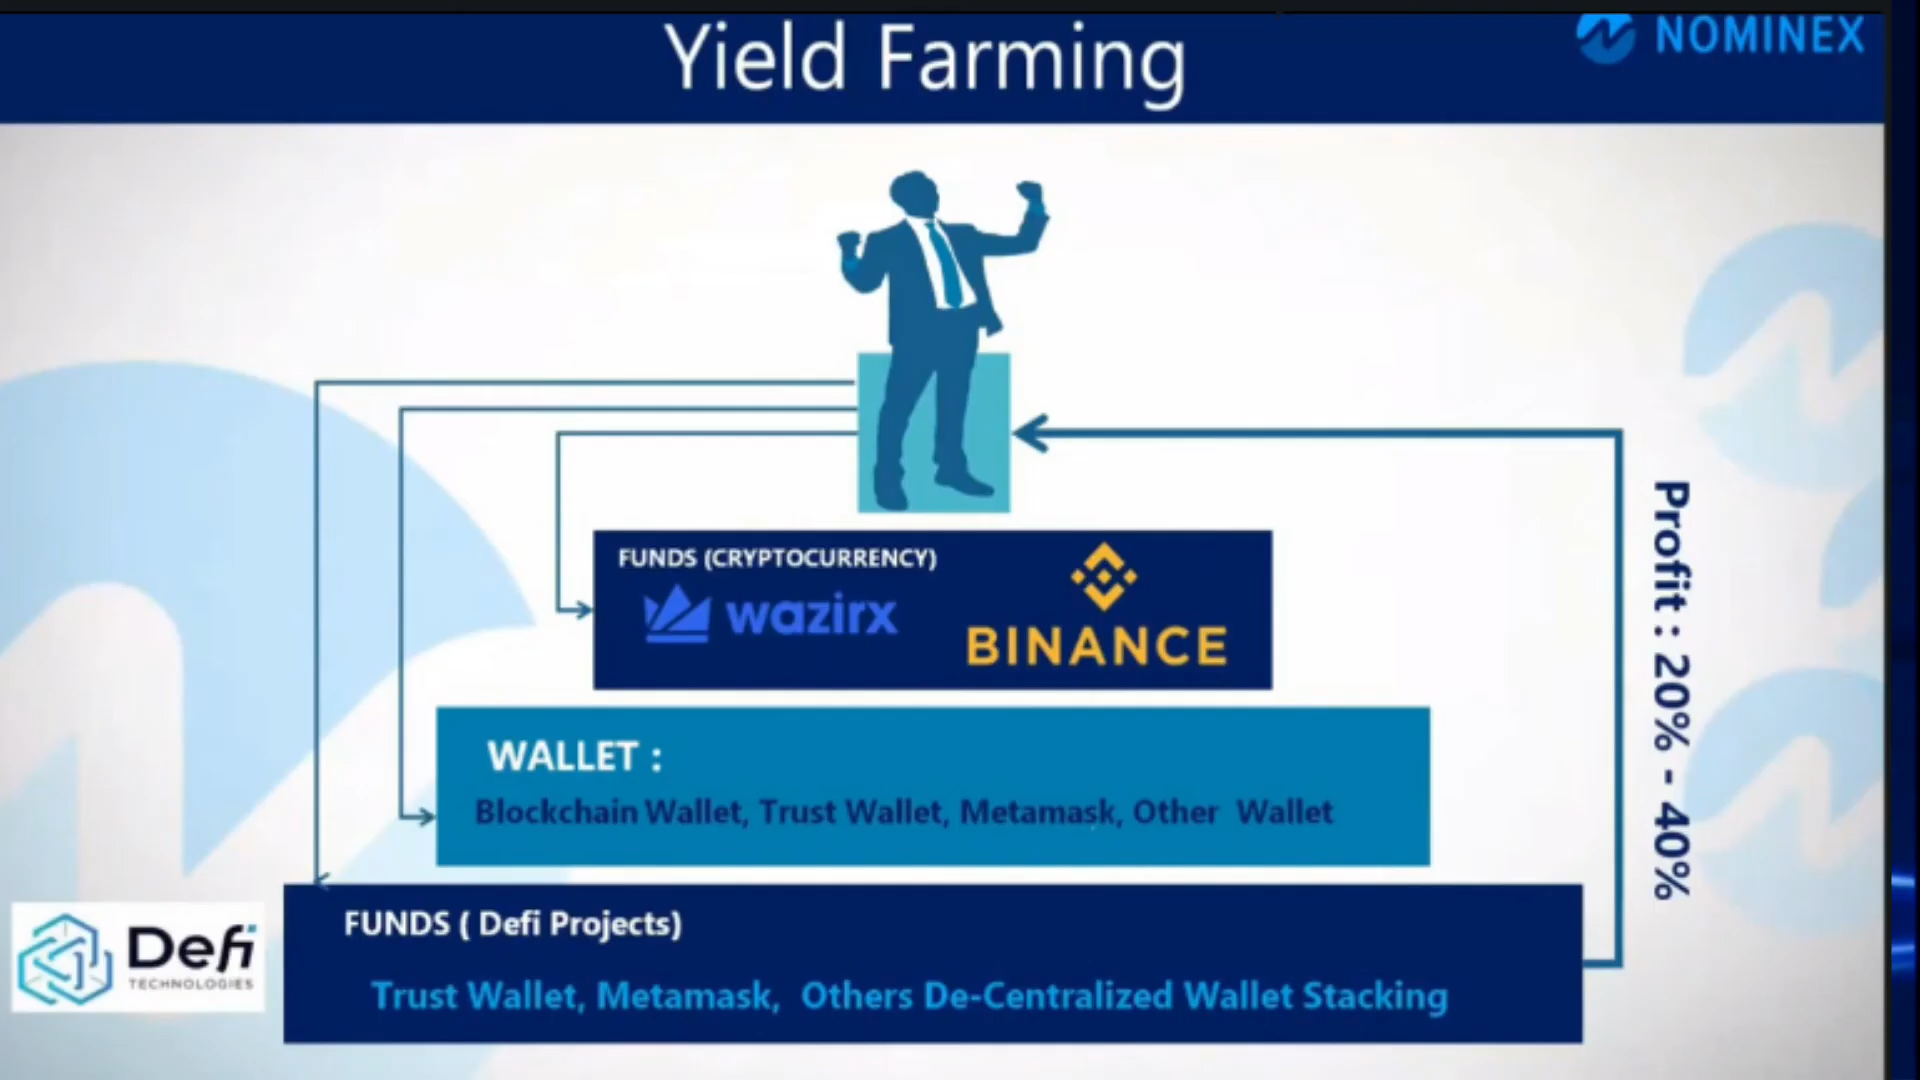 Yield Farming
NOMINEX
FUNDS (CRYPTOCURRENCY)
wazirx
BINANCE
WALLET :
Blockchain Wallet, Trust Wallet, Metamask, Other Wallet
Profit : 20% - 40%
Defi
TECHNOLOGIES
FUNDS ( Defi Projects)
Trust Wallet, Metamask, Others De-Centralized Wallet Stacking